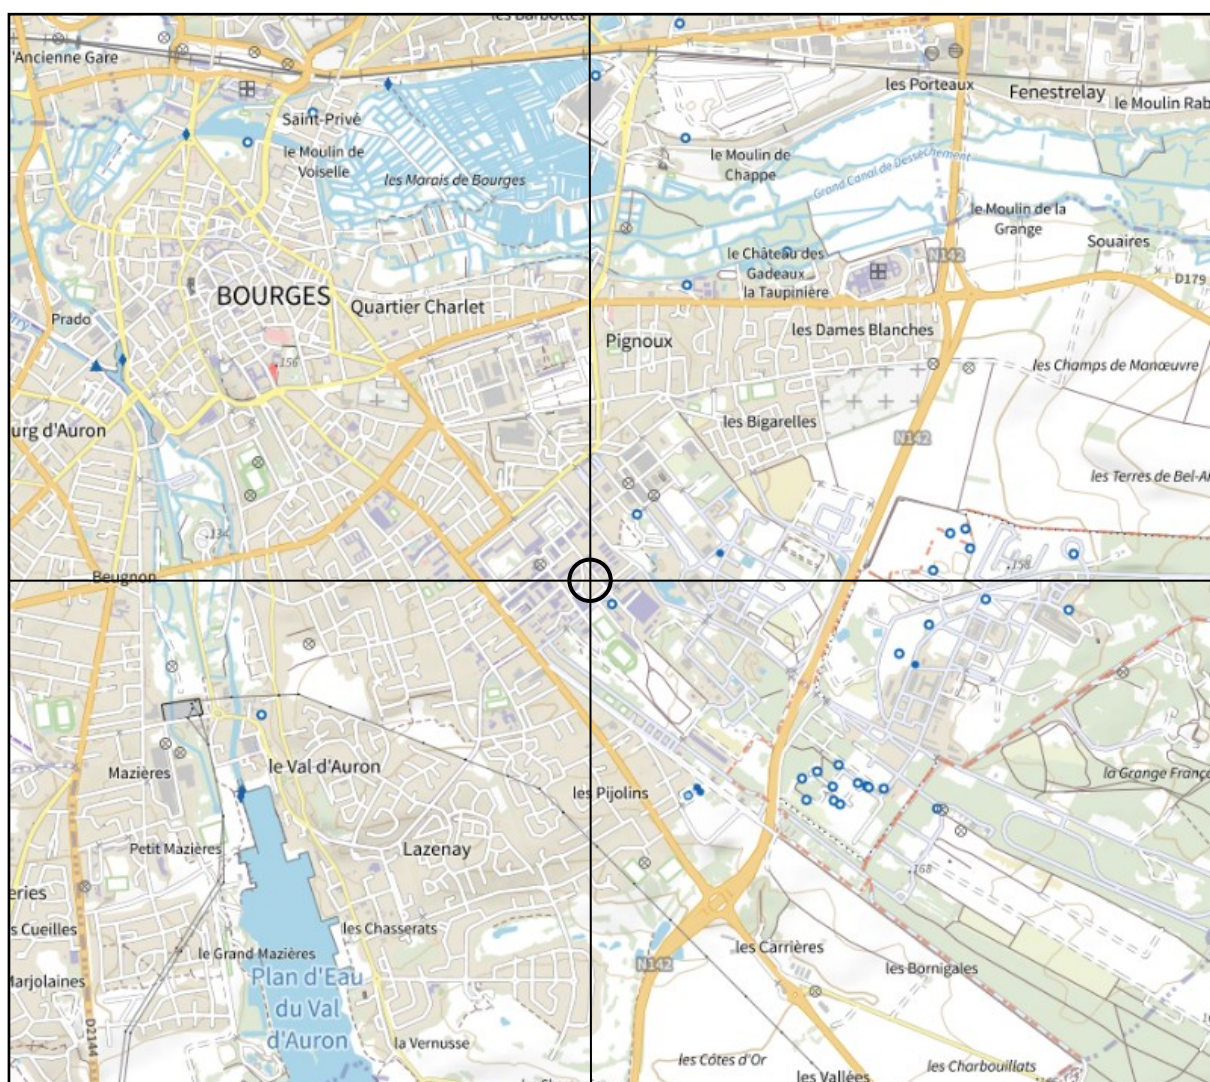 les Barbottes
'Ancienne Gare
les Porteaux
Fenestrelay
le Moulin Rab
Saint-Privé
le Moulin de
Voiselle
les Marais de Bourges
le Moulin de
Chappe
Grand Canal de Dessèchement
le Moulin de la
Grange
Souaires
N142
le Château des
Gadeaux
la Taupinière
D179
BOURGES
Quartier Charlet
Prado
Pignoux
les Dames Blanches
156
les Champs de Manœuvre
urg d'Auron
les Bigarelles
N142
les Terres de Bel-Ai
134
158
Beugnon
Mazières
le Val d'Auron
les Pijolins
la Grange França
Petit Mazières
Lazenay
168
eries
s Cueilles
les Chasserats
le Grand Mazières
les Carrières
Marjolaines
Plan d'Eau
du Val
d'Auron
N142
les Bornigales
D2144
la Vernusse
les Côtes d'Or
les Charbouillats
les Vallées